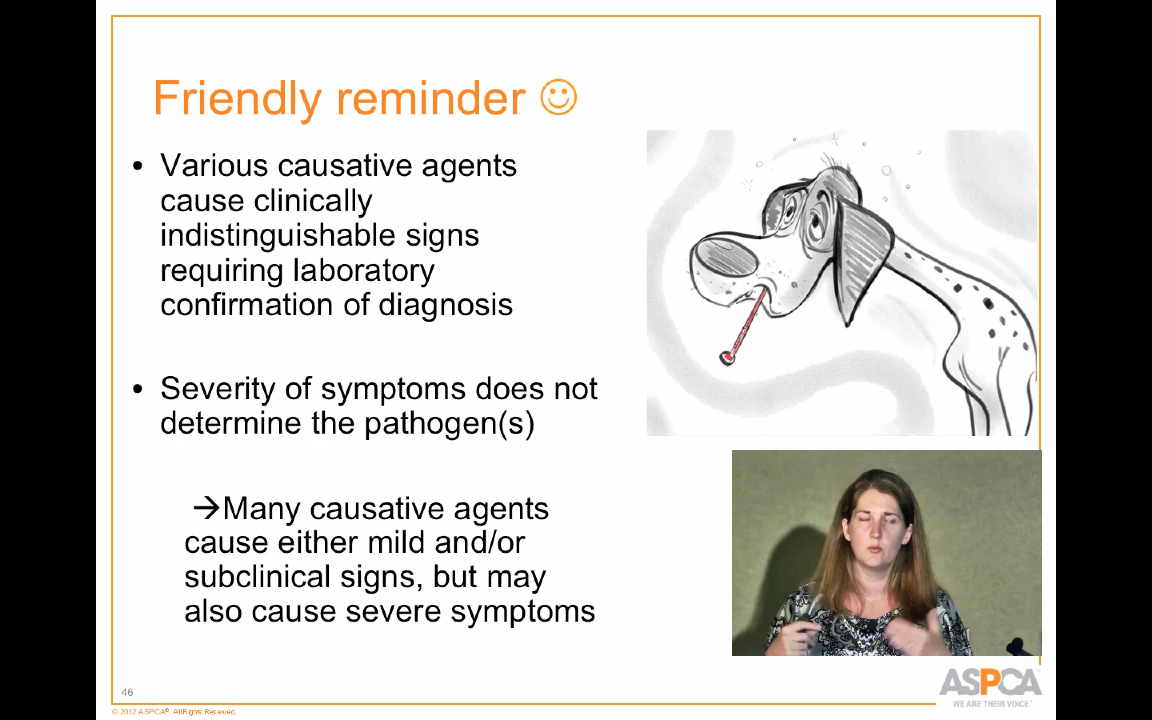 Friendly reminder ☺
• Various causative agents
cause clinically
indistinguishable signs
requiring laboratory
confirmation of diagnosis
• Severity of symptoms does not
determine the pathogen(s)
→Many causative agents
cause either mild and/or
subclinical signs, but may
also cause severe symptoms
46
© 2012 ASPCA® All Rights Reserved.
ASPCA
WE ARE THEIR VOICE®